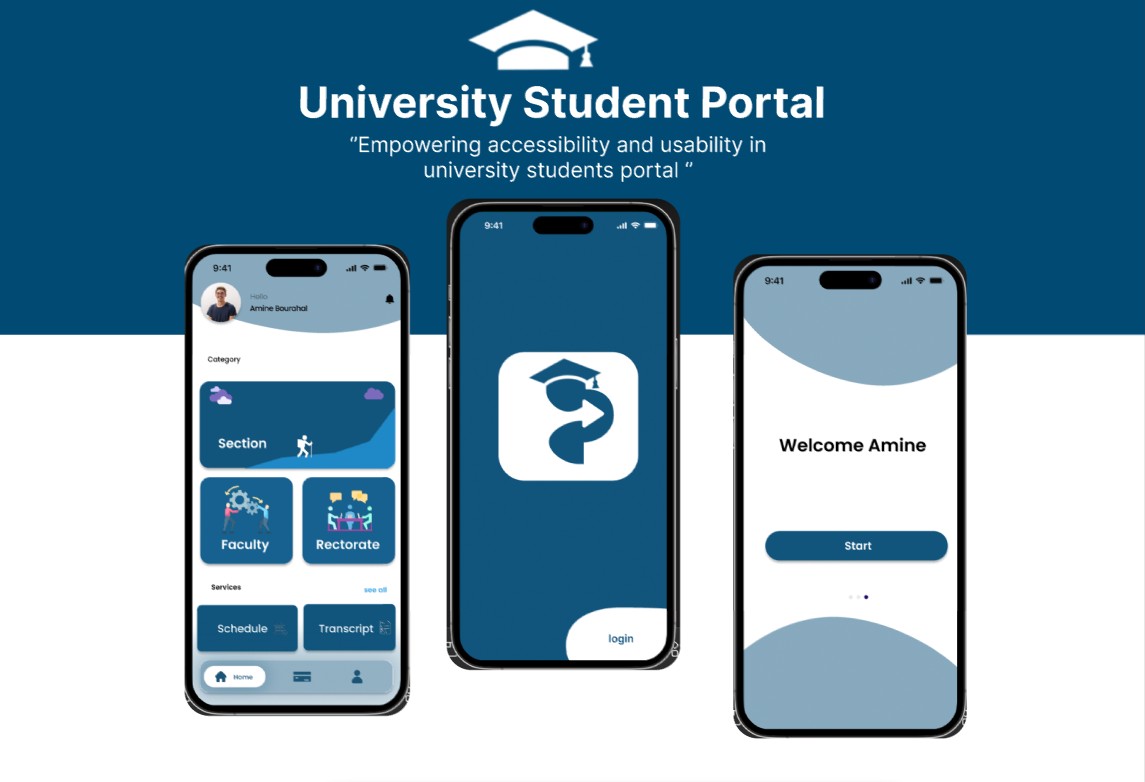 University Student Portal
“Empowering accessibility and usability in
university students portal “
9:41
Hello
Amine Bourahal
Category
Section
Faculty
Rectorate
Services
see all
Schedule
Transcript
Home
9:41
login
9:41
Welcome Amine
Start